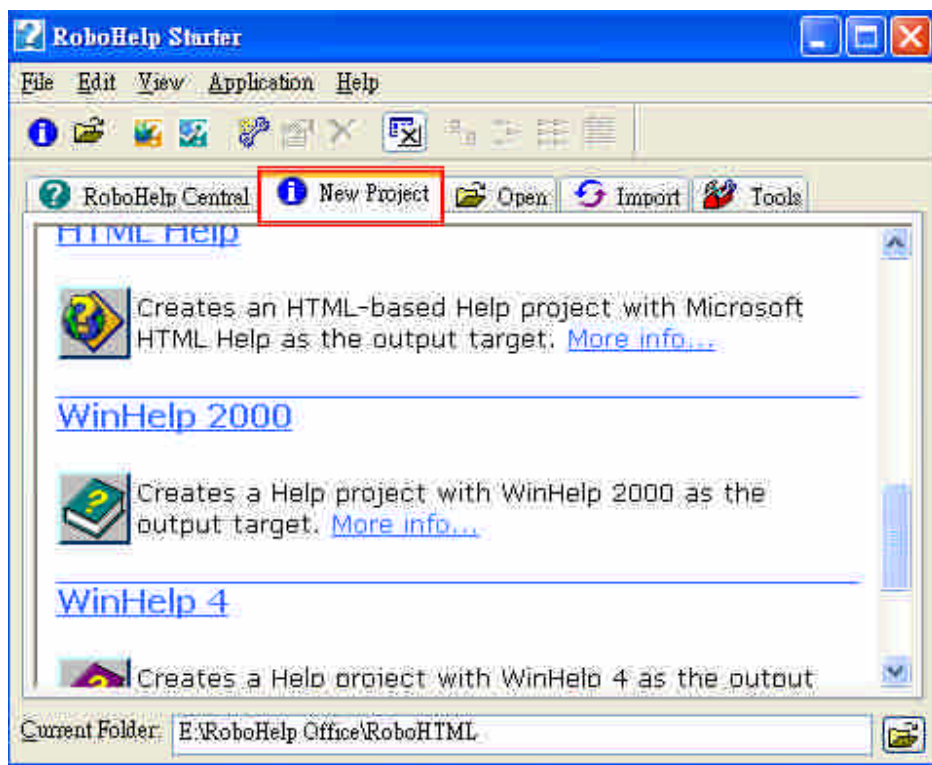 RoboHelp Starter
File Edit View Application Help
RoboHelp Central New Project Open Import Tools
HTML Help
Creates an HTML-based Help project with Microsoft
HTML Help as the output target. More info...
WinHelp 2000
Creates a Help project with WinHelp 2000 as the
output target. More info...
WinHelp 4
Creates a Help project with WinHelp 4 as the output
Current Folder: E:\RoboHelp Office\RoboHTML